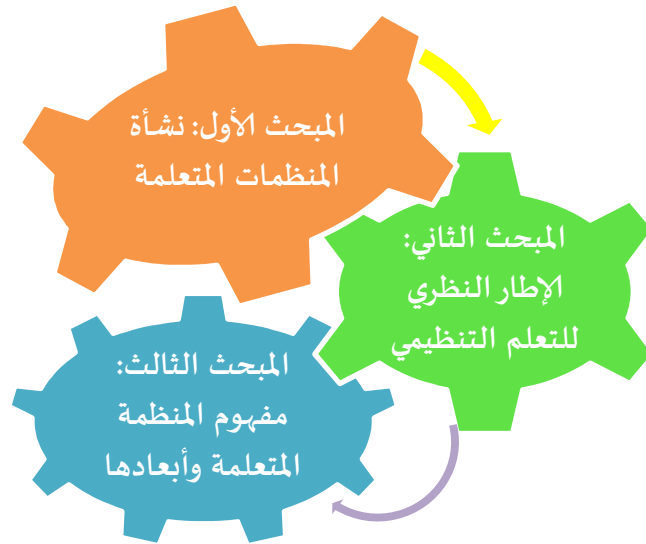 المبحث الأول: نشأة
المنظمات المتعلمة
المبحث الثاني:
الإطار النظري
للتعلم التنظيمي
المبحث الثالث:
مفهوم المنظمة
المتعلمة وأبعادها